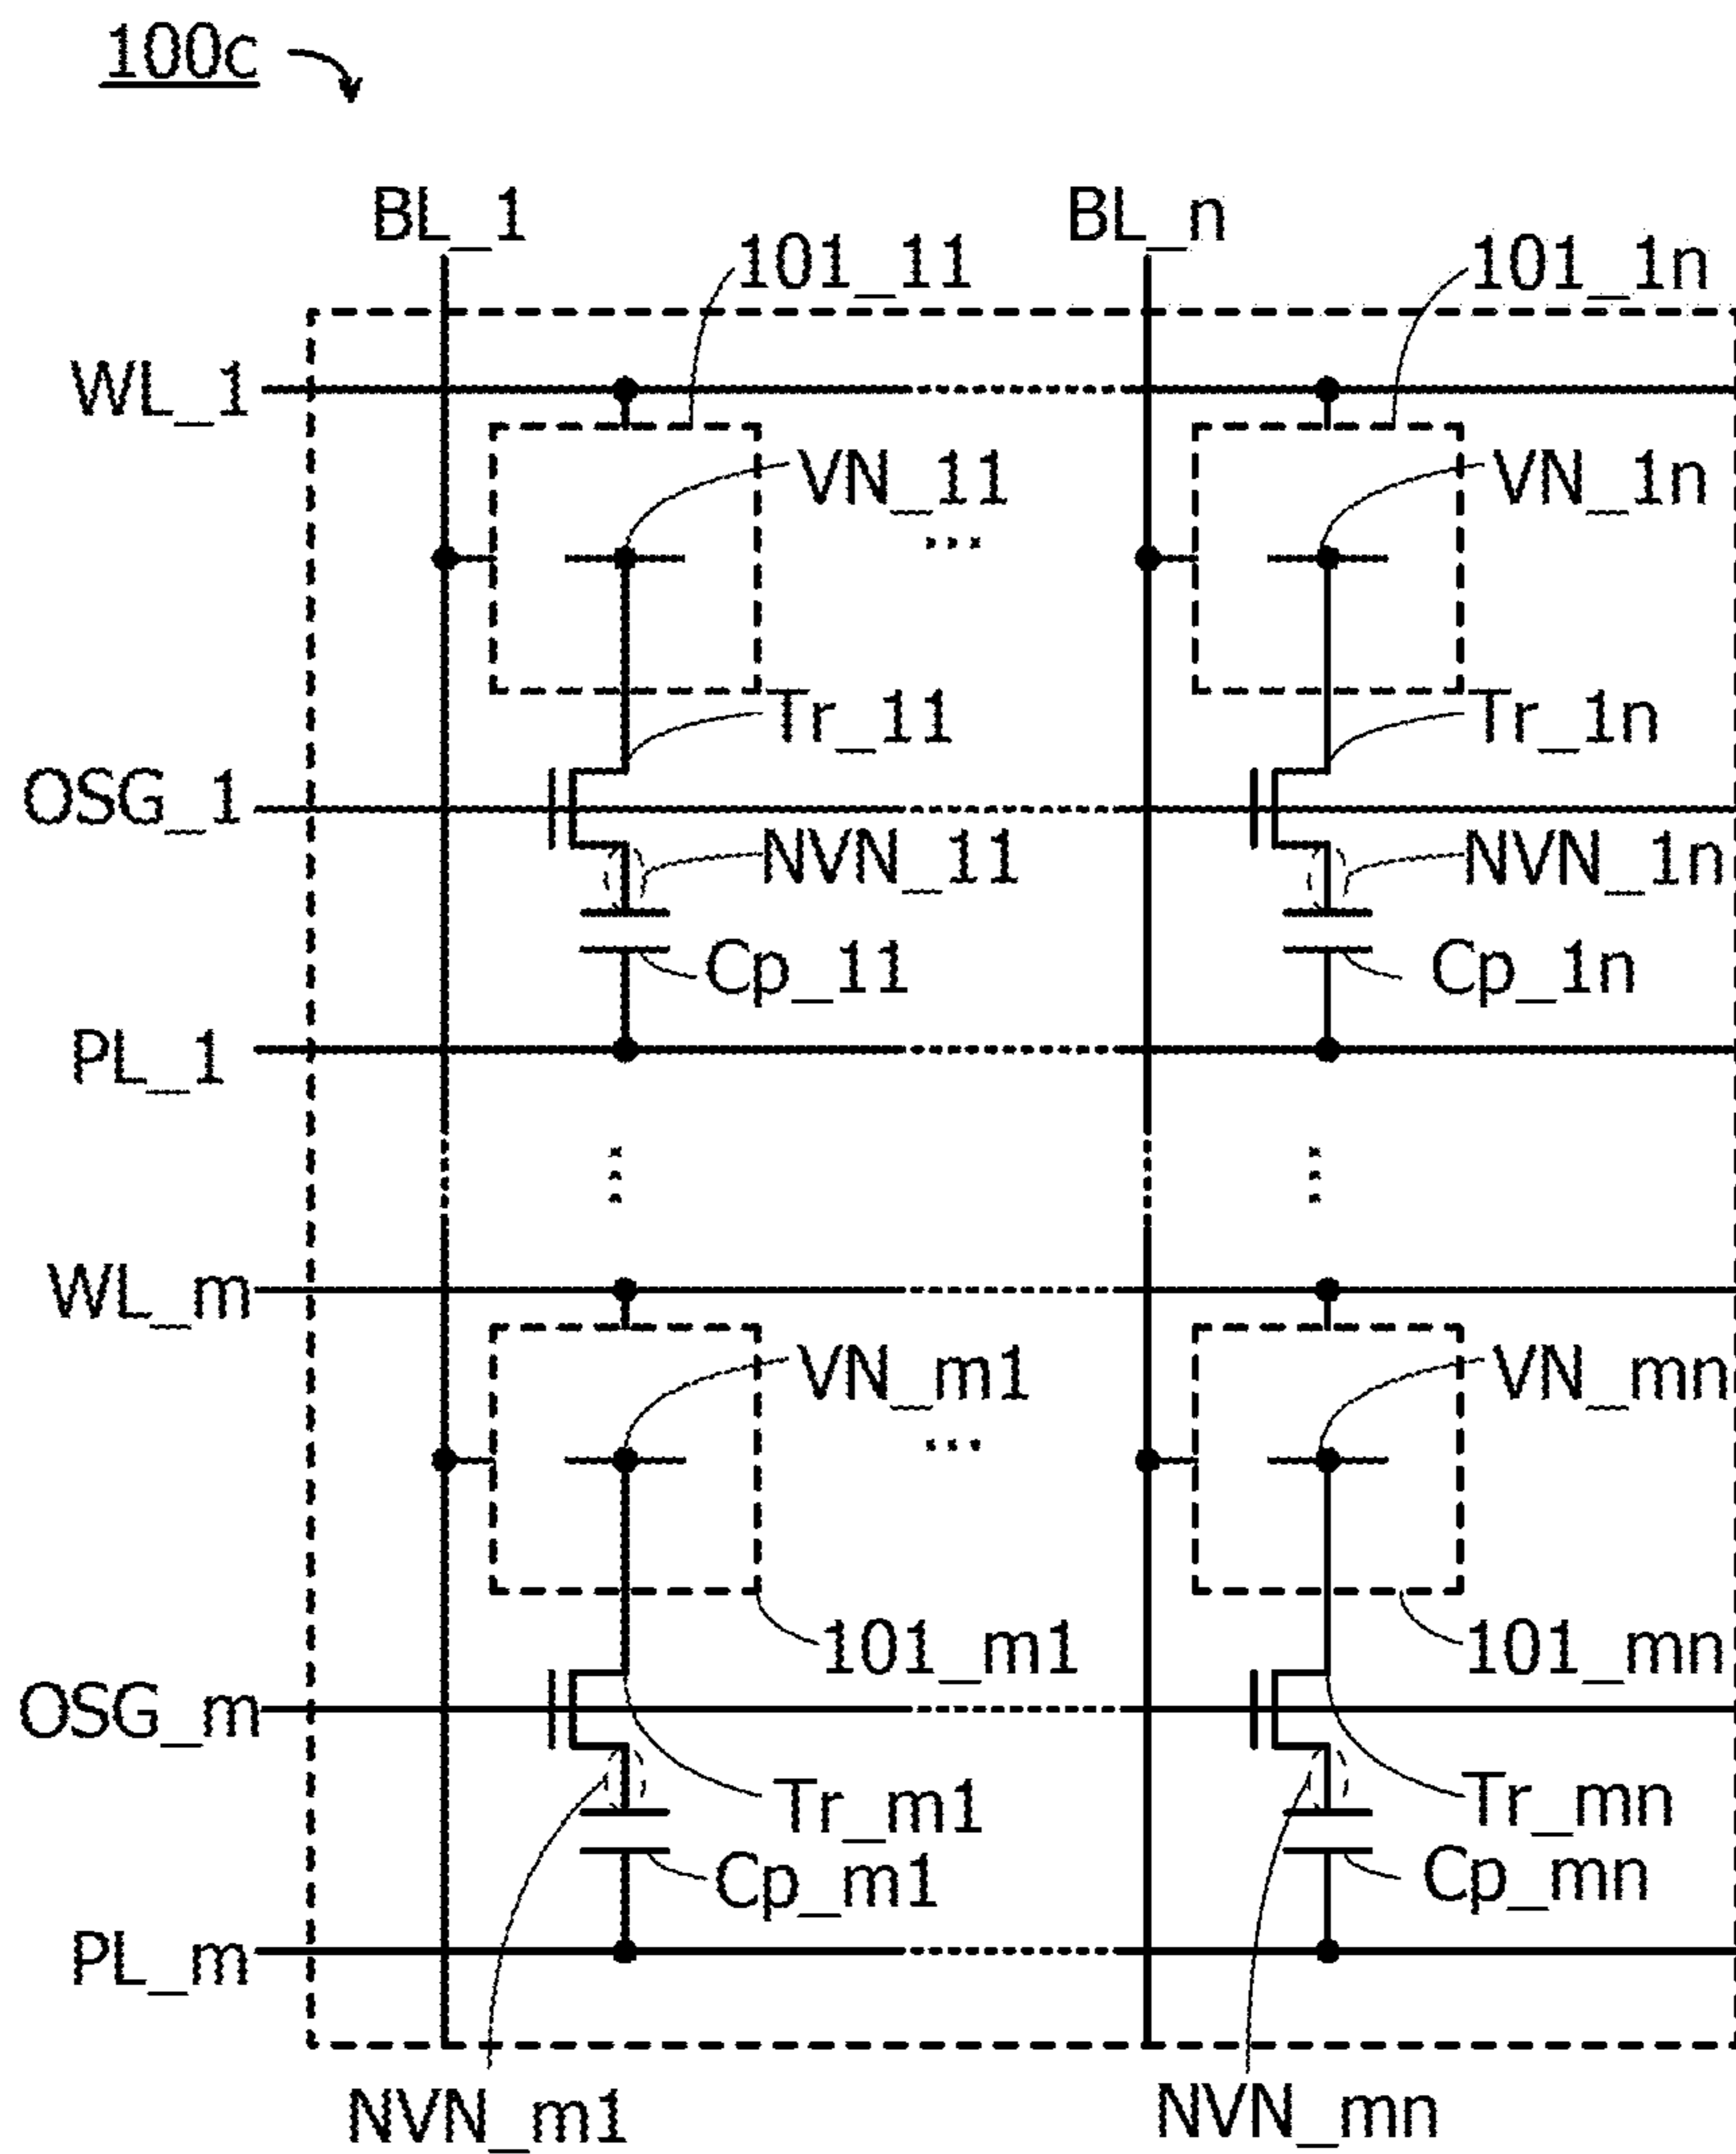 100c
BL_1
BL_n
101_11
101_1n
WL_1
VN_11
VN_1n
...
Tr_11
Tr_1n
OSG_1
NVN_11
NVN_1n
Cp_11
Cp_1n
PL_1
WL_m
VN_m1
VN_mn
...
101_m1
101_mn
OSG_m
Tr_m1
Tr_mn
Cp_m1
Cp_mn
PL_m
NVN_m1
NVN_mn